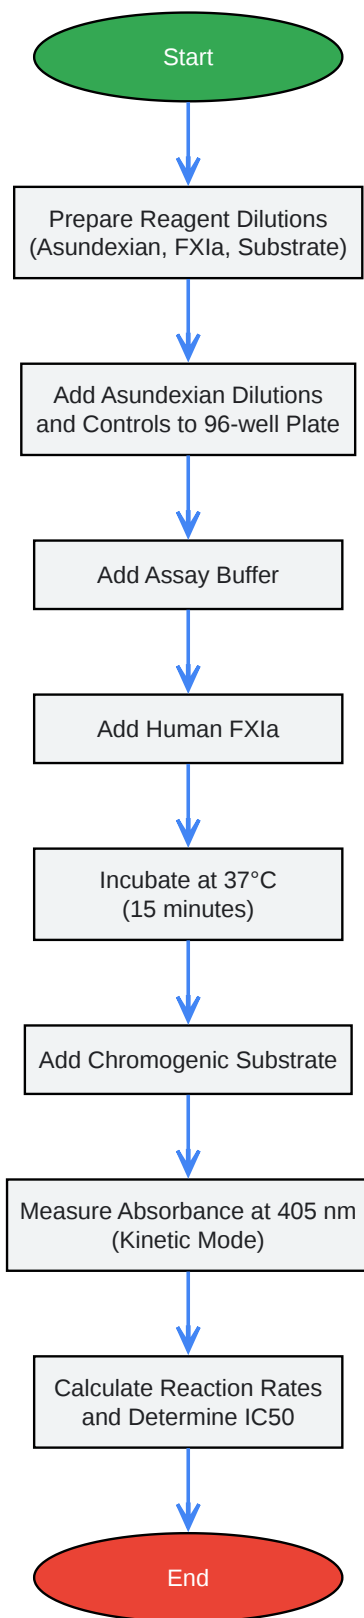 Start
Prepare Reagent Dilutions
(Asundexian, FXIa, Substrate)
Add Asundexian Dilutions
and Controls to 96-well Plate
Add Assay Buffer
Add Human FXIa
Incubate at 37°C
(15 minutes)
Add Chromogenic Substrate
Measure Absorbance at 405 nm
(Kinetic Mode)
Calculate Reaction Rates
and Determine IC50
End